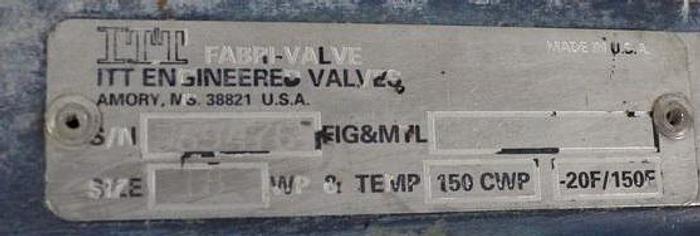 ITT FABRI-VALVE MADE IN U.S.A.
ITT ENGINEERED VALVES
AMORY, MS. 38821 U.S.A.
S/N FIG&MTL
SIZE WP & TEMP 150 CWP -20F/150F